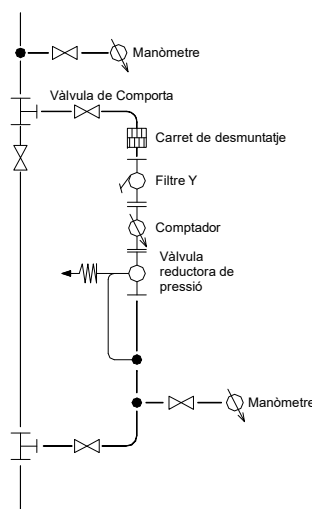 Manòmetre
Vàlvula de Comporta
Carret de desmuntatje
Filtre Y
Comptador
Vàlvula
reductora de
pressió
Manòmetre